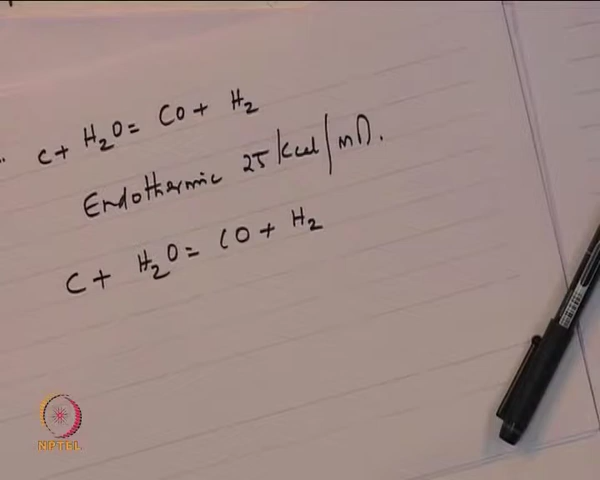 C + H₂O = CO + H₂
Endothermic 25 kcal/mol.
C + H₂O = CO + H₂
NPTEL